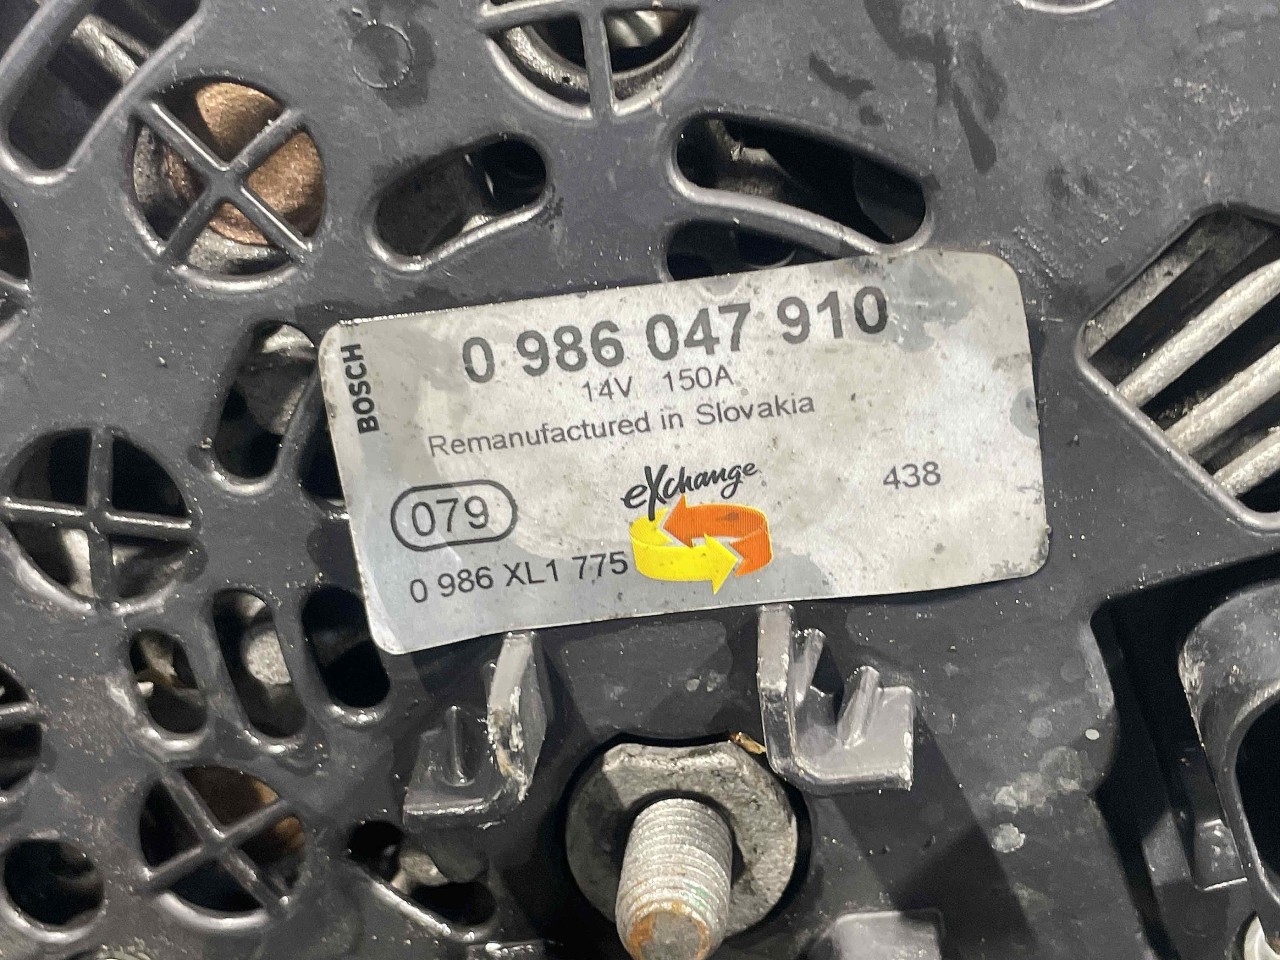 BOSCH
0 986 047 910
14V 150A
Remanufactured in Slovakia
eXchange
438
079
0 986 XL1 775